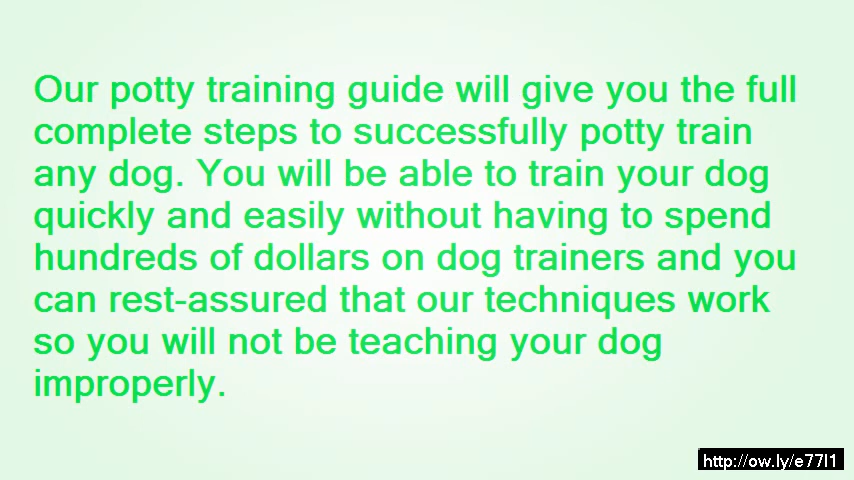 Our potty training guide will give you the full
complete steps to successfully potty train
any dog. You will be able to train your dog
quickly and easily without having to spend
hundreds of dollars on dog trainers and you
can rest-assured that our techniques work
so you will not be teaching your dog
improperly.
http://ow.ly/e77l1